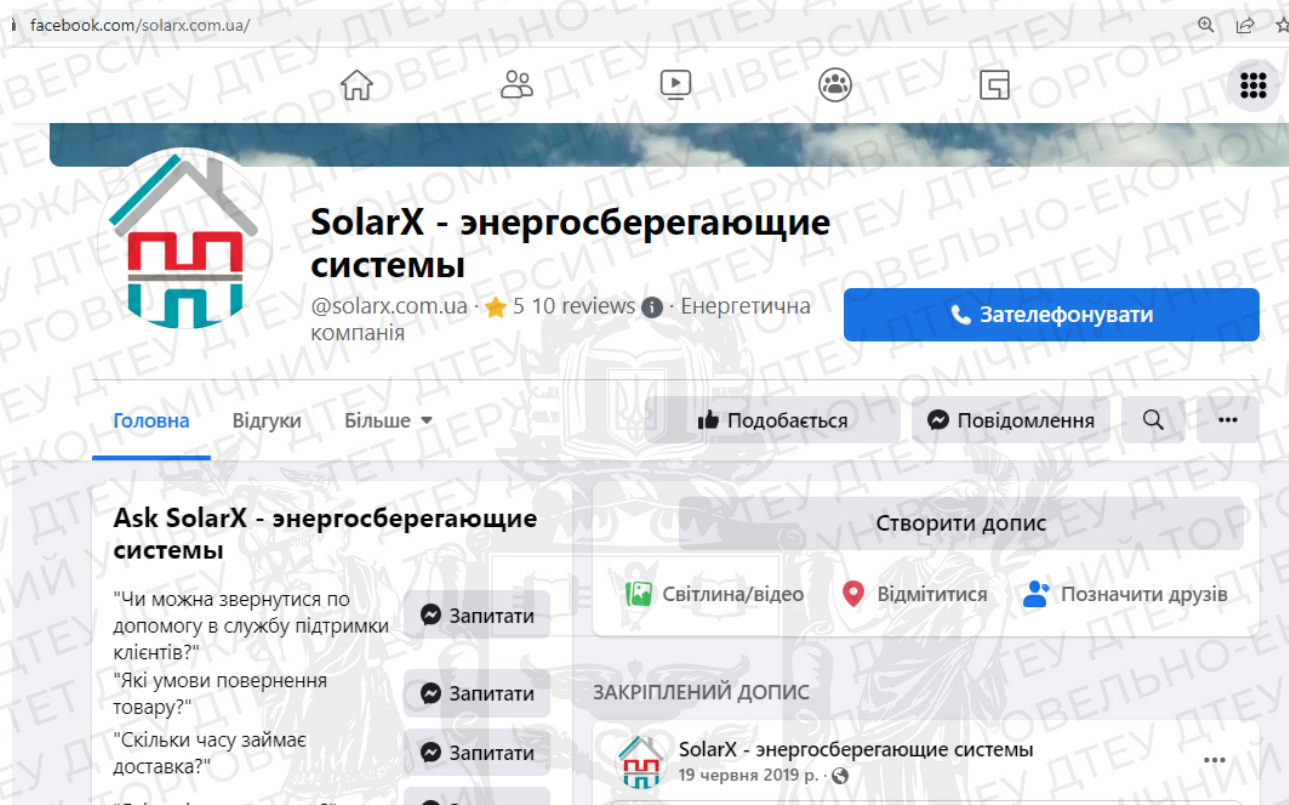 facebook.com/solarx.com.ua/
SolarX - энергосберегающие
системы
@solarx.com.ua · 5 10 reviews · Енергетична
компанія
Зателефонувати
Головна
Відгуки
Більше
Подобається
Повідомлення
Ask SolarX - энергосберегающие
системы
"Чи можна звернутися по
допомогу в службу підтримки
клієнтів?"
Запитати
"Які умови повернення
товару?"
Запитати
"Скільки часу займає
доставка?"
Запитати
Створити допис
Світлина/відео
Відмітитися
Позначити друзів
ЗАКРІПЛЕНИЙ ДОПИС
SolarX - энергосберегающие системы
19 червня 2019 р. ·